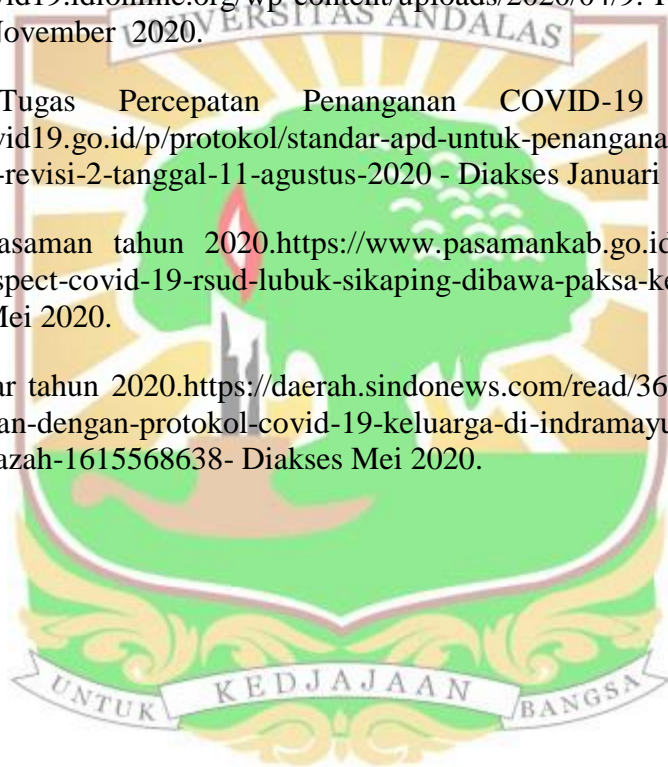 vid19.idionline.org/wp-content/uploads/2020/04/9.
November 2020.
UNIVERSITAS ANDALAS
Tugas Percepatan Penanganan COVID-19
vid19.go.id/p/protokol/standar-apd-untuk-penangana
-revisi-2-tanggal-11-agustus-2020 - Diakses Januari
asaman tahun 2020.https://www.pasamankab.go.id
spect-covid-19-rsud-lubuk-sikaping-dibawa-paksa-ke
Mei 2020.
ar tahun 2020.https://daerah.sindonews.com/read/36
an-dengan-protokol-covid-19-keluarga-di-indramayu
azah-1615568638- Diakses Mei 2020.
UNTUK KEDJAJAAN BANGSA